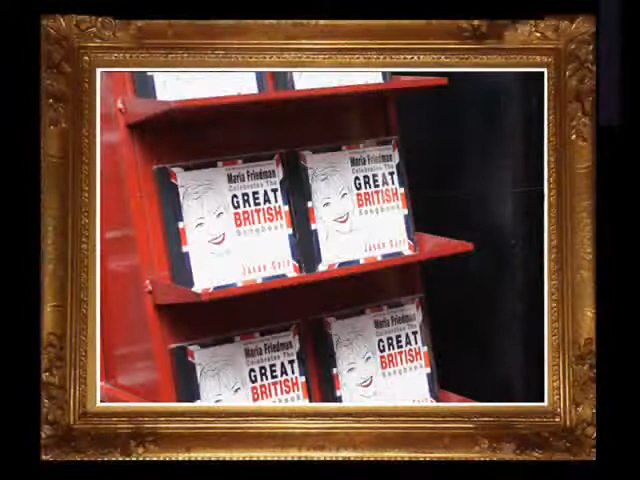 Maria Friedman
Celebrates The
GREAT
BRITISH
Songbook
Jason Carr
Maria Friedman
Celebrates The
GREAT
BRITISH
Songbook
Jason Carr
Maria Friedman
Celebrates The
GREAT
BRITISH
Songbook
Maria Friedman
Celebrates The
GREAT
BRITISH
Songbook